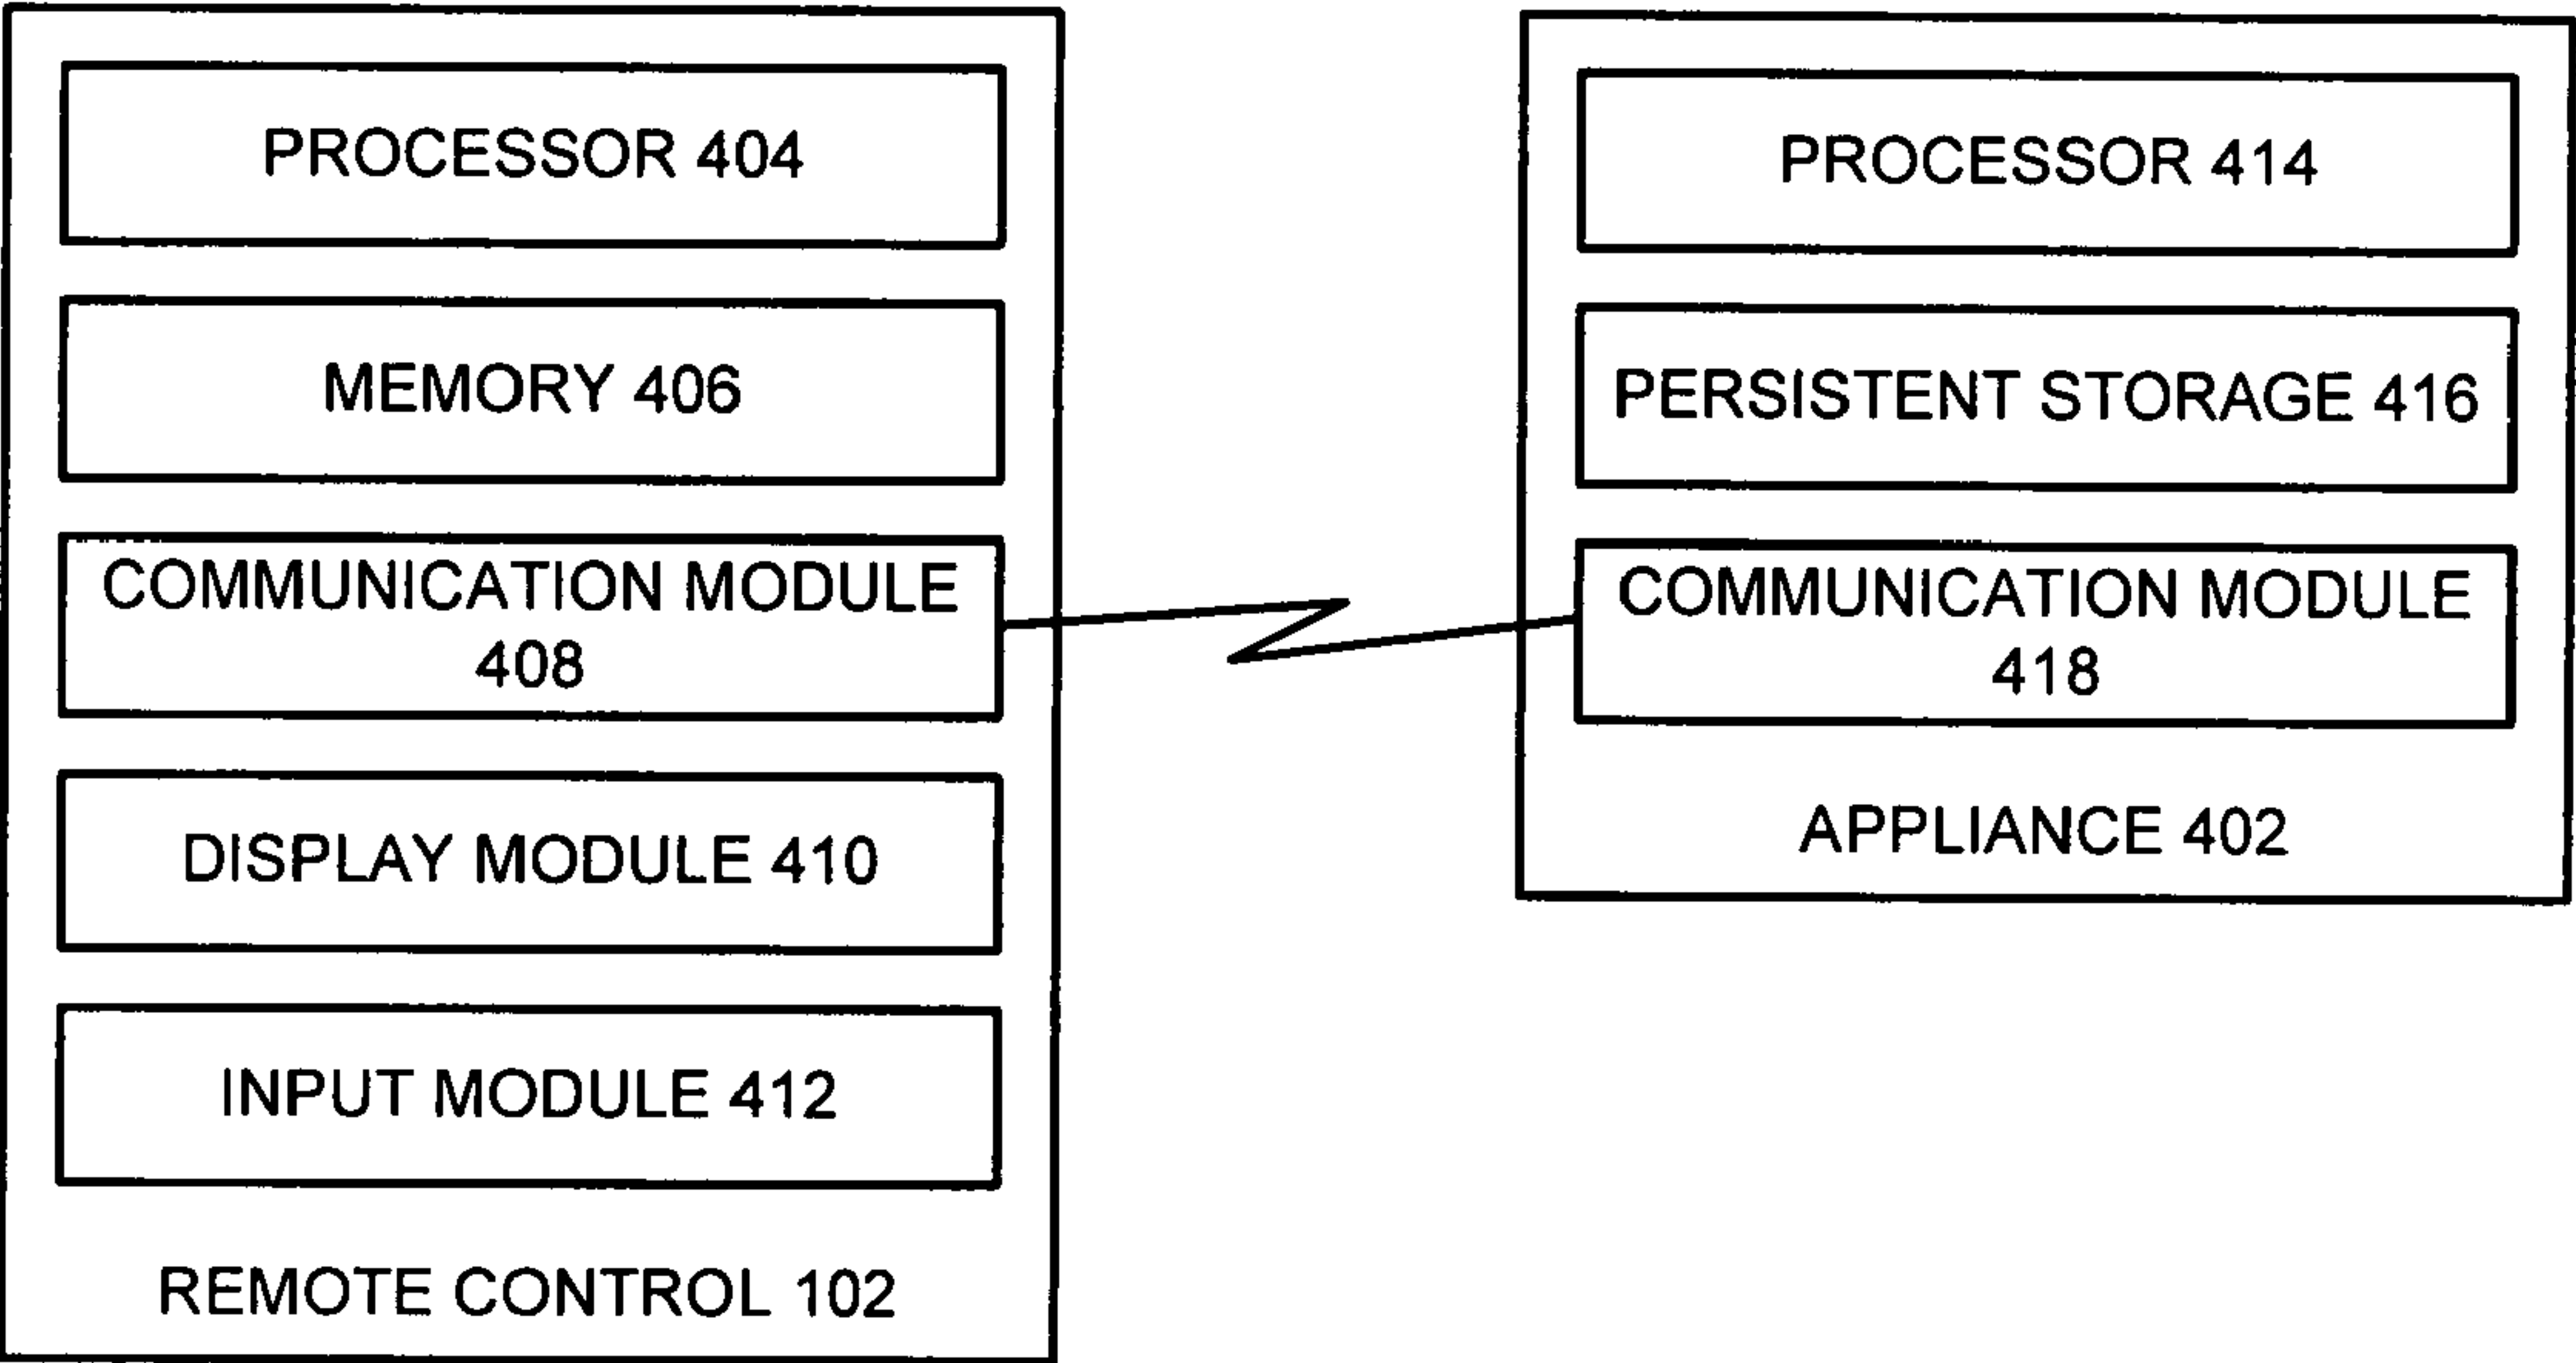 PROCESSOR 404
MEMORY 406
COMMUNICATION MODULE
408
DISPLAY MODULE 410
INPUT MODULE 412
REMOTE CONTROL 102
PROCESSOR 414
PERSISTENT STORAGE 416
COMMUNICATION MODULE
418
APPLIANCE 402